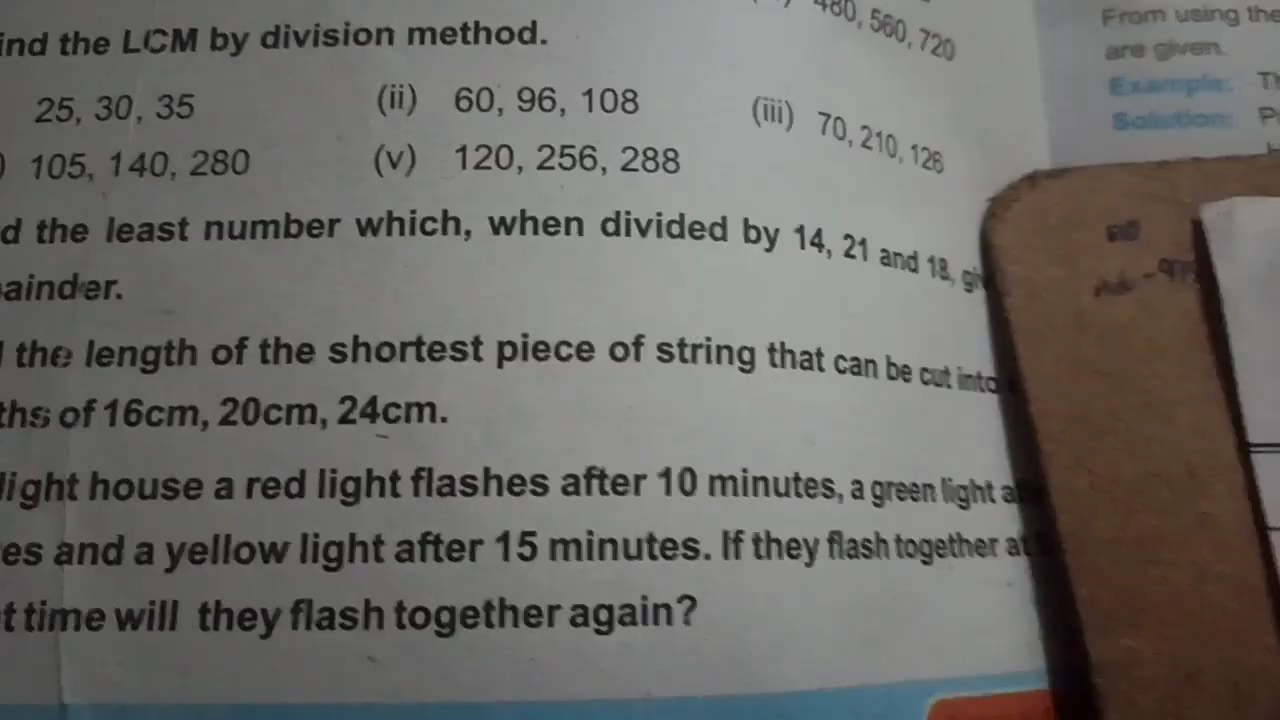 480, 560, 720
ind the LCM by division method.
25, 30, 35 (ii) 60, 96, 108 (iii) 70, 210, 126
) 105, 140, 280 (v) 120, 256, 288
d the least number which, when divided by 14, 21 and 18, gi
ainder.
the length of the shortest piece of string that can be cut into
ths of 16cm, 20cm, 24cm.
light house a red light flashes after 10 minutes, a green light a
es and a yellow light after 15 minutes. If they flash together at
t time will they flash together again?
From using the
are given.
Example: T
Solution: P